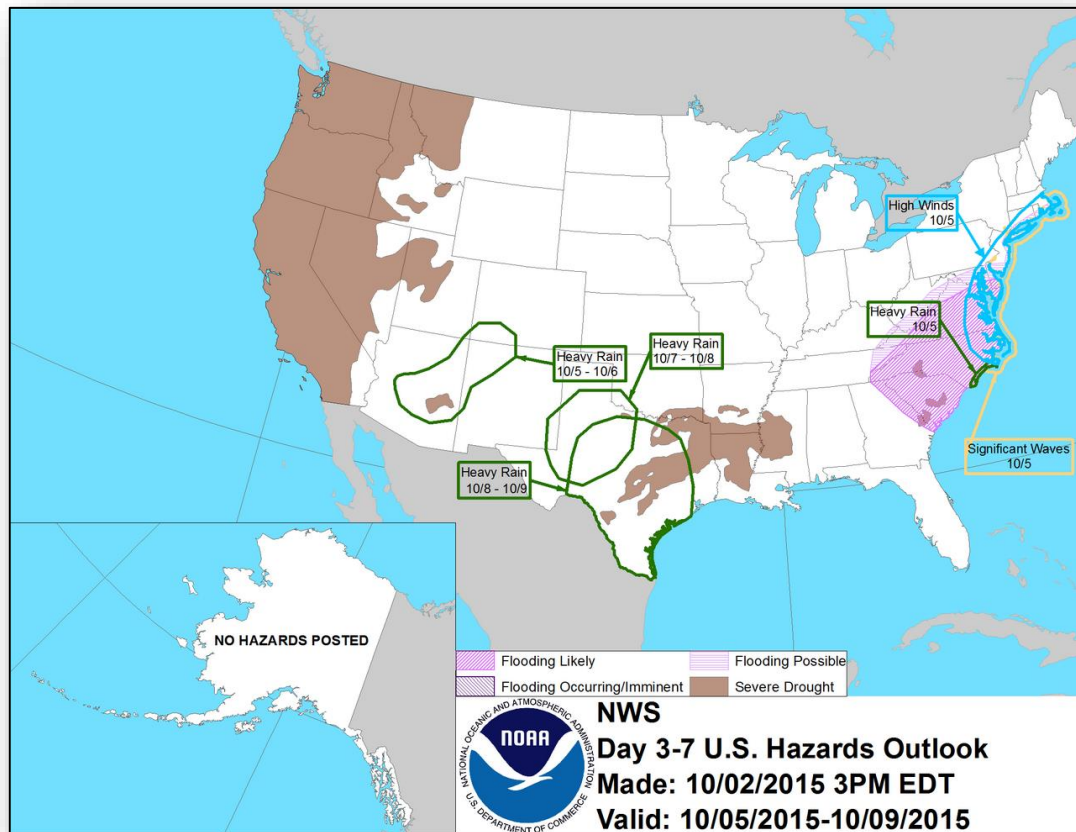 High Winds
10/5
Heavy Rain
10/5
Heavy Rain
10/7 - 10/8
Heavy Rain
10/5 - 10/6
Significant Waves
10/5
Heavy Rain
10/8 - 10/9
NO HAZARDS POSTED
Flooding Likely
Flooding Possible
Flooding Occurring/Imminent
Severe Drought
NATIONAL OCEANIC AND ATMOSPHERIC ADMINISTRATION
NOAA
U.S. DEPARTMENT OF COMMERCE
NWS
Day 3-7 U.S. Hazards Outlook
Made: 10/02/2015 3PM EDT
Valid: 10/05/2015-10/09/2015